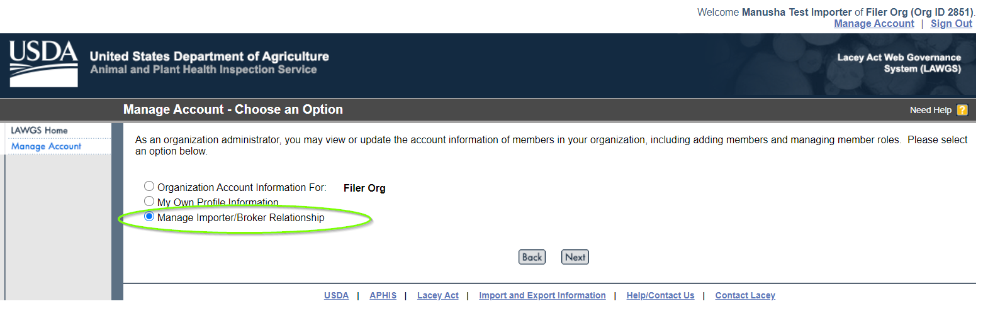 Welcome Manusha Test Importer of Filer Org (Org ID 2851).
Manage Account | Sign Out
USDA
United States Department of Agriculture
Animal and Plant Health Inspection Service
Lacey Act Web Governance
System (LAWGS)
Manage Account - Choose an Option
Need Help ?
LAWGS Home
Manage Account
As an organization administrator, you may view or update the account information of members in your organization, including adding members and managing member roles. Please select
an option below.
Organization Account Information For: Filer Org
My Own Profile Information
Manage Importer/Broker Relationship
Back Next
USDA | APHIS | Lacey Act | Import and Export Information | Help/Contact Us | Contact Lacey